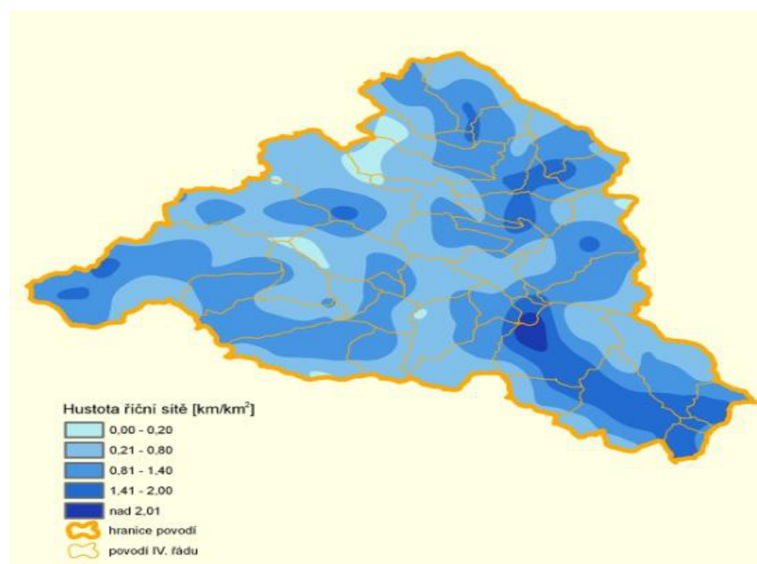 Hustota říční sítě [km/km²]
0,00 - 0,20
0,21 - 0,80
0,81 - 1,40
1,41 - 2,00
nad 2,01
hranice povodí
povodí IV. řádu